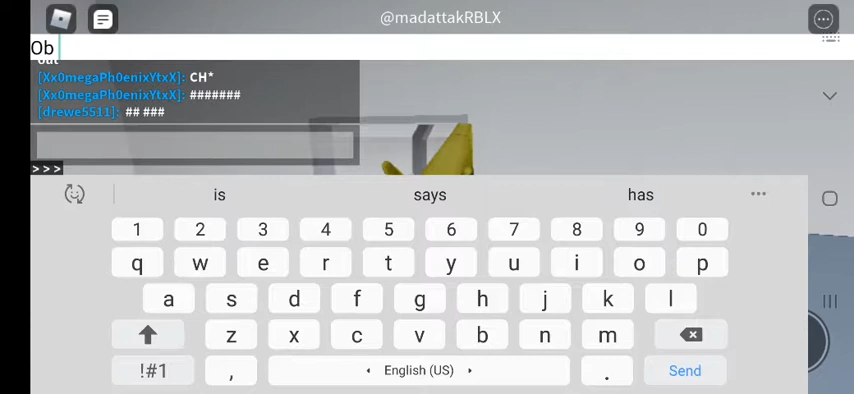 @madattakRBLX
Ob
out
[Xx0megaPh0enixYtxX]: CH*
[Xx0megaPh0enixYtxX]: #######
[drewe5511]: ## ###
>>>
is says has
1 2 3 4 5 6 7 8 9 0
q w e r t y u i o p
a s d f g h j k l
z x c v b n m
!#1 , English (US) . Send